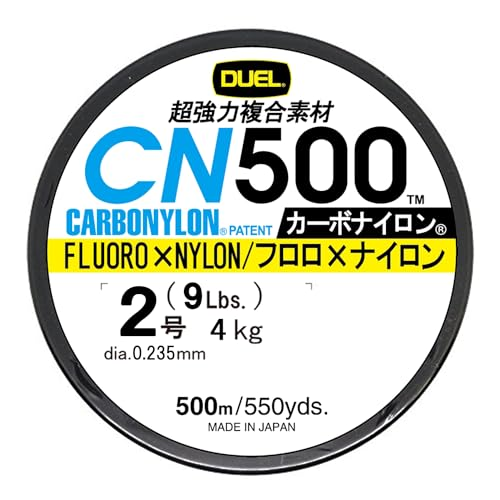 DUEL®
超強力複合素材
CN500™
CARBONYLON® PATENT カーボナイロン®
FLUORO×NYLON/フロロ×ナイロン
2号 (9Lbs.) 4kg
dia.0.235mm
500m/550yds.
MADE IN JAPAN